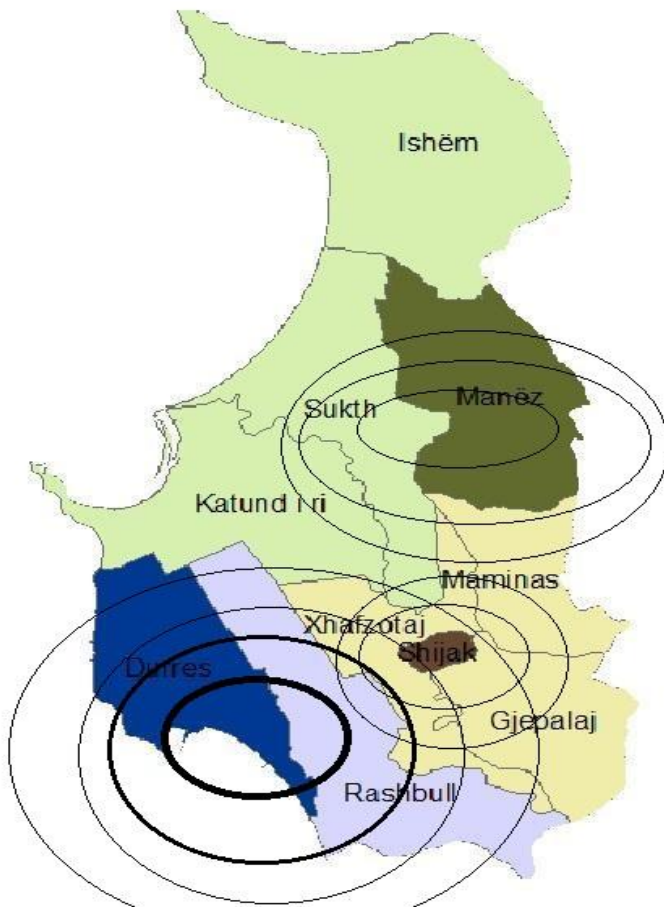 Ishëm
Manëz
Sukth
Katund i ri
Maminas
Xhafzotaj
Shijak
Durres
Gjepalaj
Rashbull